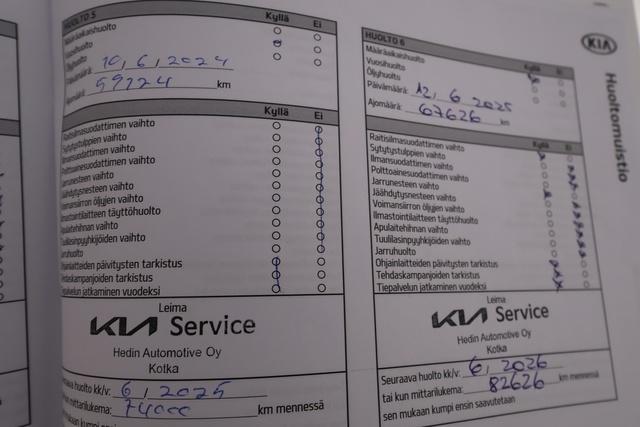 HUOLTO 5
Kyllä Ei
Määräaikaishuolto
Vuosihuolto
Öljyhuolto
Päivämäärä: 10, 6, 2024
Ajomäärä: 59724 km
Kyllä Ei
Raitisilmasuodattimen vaihto
Sytytystulppien vaihto
Ilmansuodattimen vaihto
Polttoainesuodattimen vaihto
Jarrunesteen vaihto
Jäähdytysnesteen vaihto
Voimansiirron öljyjen vaihto
Ilmastointilaitteen täyttöhuolto
Apulaitehihnan vaihto
Tuulilasinpyyhkijöiden vaihto
Jarruhuolto
Ohjainlaitteiden päivitysten tarkistus
Tehdaskampanjoiden tarkistus
Tiepalvelun jatkaminen vuodeksi
Leima
KIA Service
Hedin Automotive Oy
Kotka
Seuraava huolto kk/v: 6, 2025
tai kun mittarilukema: 74000 km mennessä
sen mukaan kumpi ensin saavutetaan
HUOLTO 6
Kyllä Ei
Määräaikaishuolto
Vuosihuolto
Öljyhuolto
Päivämäärä: 12, 6 2025
Ajomäärä: 67626 km
Kyllä Ei
Raitisilmasuodattimen vaihto
Sytytystulppien vaihto
Ilmansuodattimen vaihto
Polttoainesuodattimen vaihto
Jarrunesteen vaihto
Jäähdytysnesteen vaihto
Voimansiirron öljyjen vaihto
Ilmastointilaitteen täyttöhuolto
Apulaitehihnan vaihto
Tuulilasinpyyhkijöiden vaihto
Jarruhuolto
Ohjainlaitteiden päivitysten tarkistus
Tehdaskampanjoiden tarkistus
Tiepalvelun jatkaminen vuodeksi
Leima
KIA Service
Hedin Automotive Oy
Kotka
Seuraava huolto kk/v: 6, 2026
tai kun mittarilukema: 82626 km mennessä
sen mukaan kumpi ensin saavutetaan
KIA
Huoltomuistio